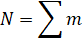 N = ∑ m